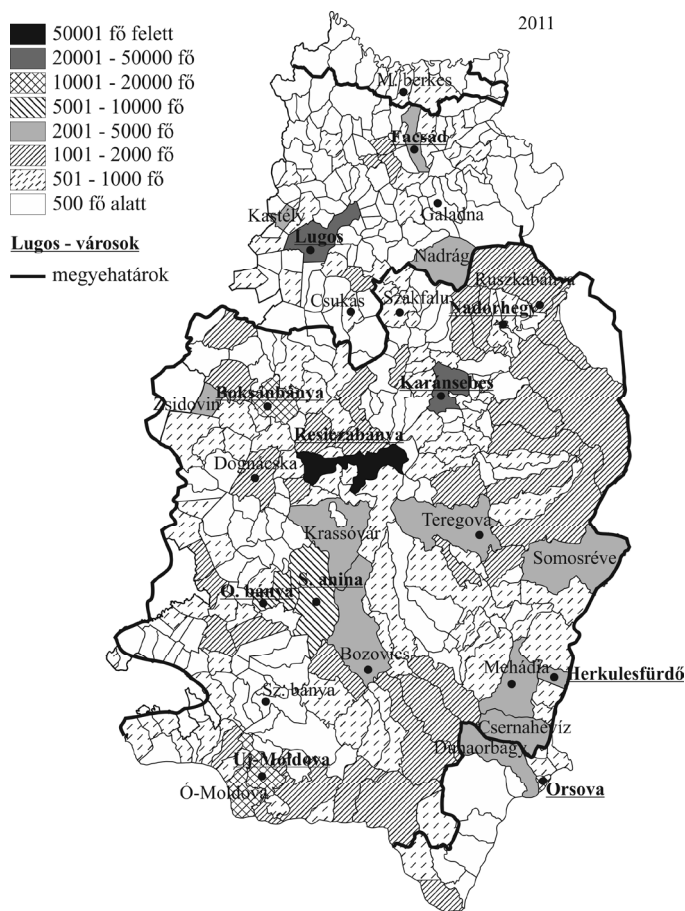 2011
50001 fő felett
20001 - 50000 fő
10001 - 20000 fő
5001 - 10000 fő
2001 - 5000 fő
1001 - 2000 fő
501 - 1000 fő
500 fő alatt
Lugos - városok
megyehatárok
M. berkes
Facsád
Kastély
Galadna
Lugos
Nadrág
Ruszkabánya
Csukás
Szákfalu
Nadorhegy
Karánsebes
Boksánbánya
Zsidovin
Resiczabánya
Dognácska
Krassóvár
Teregova
Somosréve
S. anina
O. bánya
Bozovics
Mehádia
Herkulesfürdő
Sz. bánya
Csernahévíz
Dunaorbágy
Uj-Moldova
Ó-Moldova
Orsova